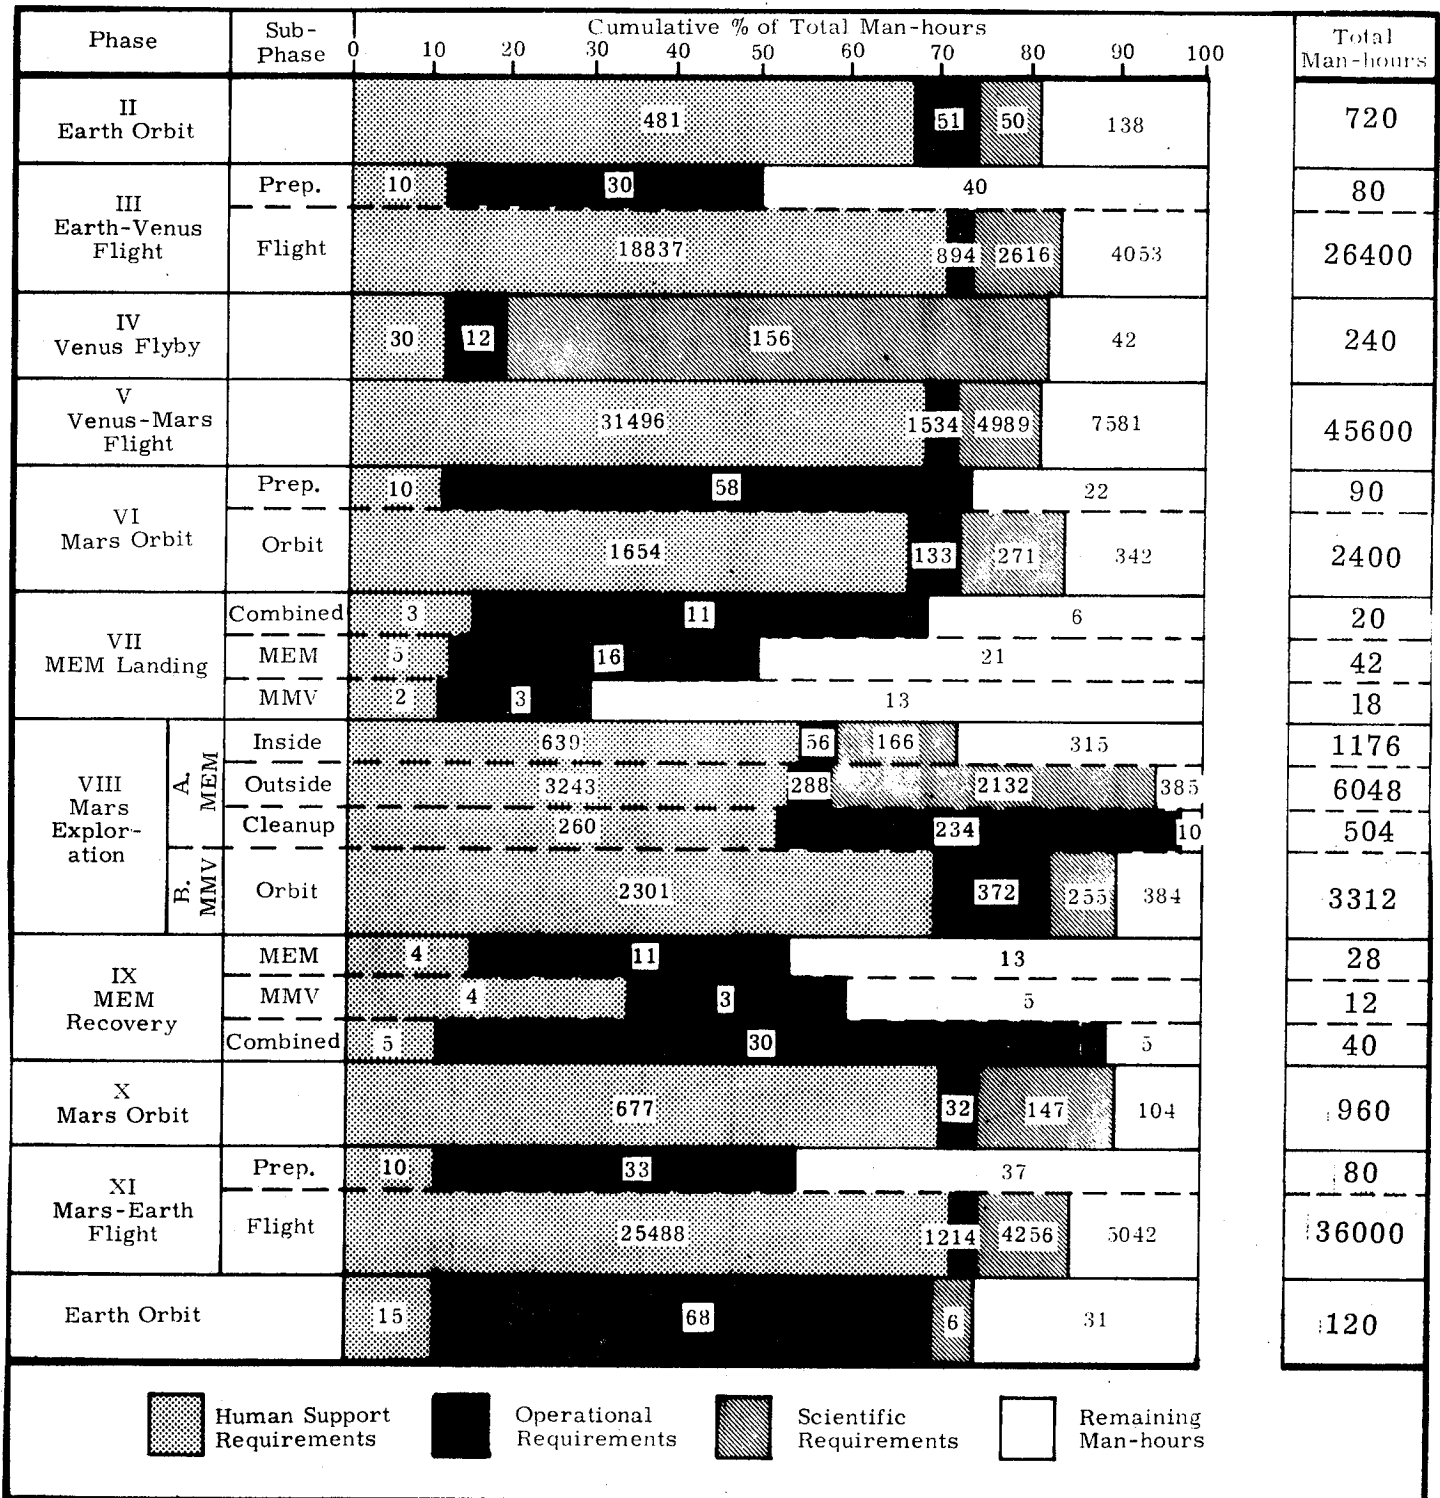 Phase
Sub-
Phase
Cumulative % of Total Man-hours
0 10 20 30 40 50 60 70 80 90 100
Total
Man-hours
II
Earth Orbit
481 51 50 138 720
III
Earth-Venus
Flight
Prep. 10 30 40 80
Flight 18837 894 2616 4053 26400
IV
Venus Flyby
30 12 156 42 240
V
Venus-Mars
Flight
31496 1534 4989 7581 45600
VI
Mars Orbit
Prep. 10 58 22 90
Orbit 1654 133 271 342 2400
VII
MEM Landing
Combined 3 11 6 20
MEM 5 16 21 42
MMV 2 3 13 18
VIII
Mars
Explor-
ation
A.
MEM
Inside 639 56 166 315 1176
Outside 3243 288 2132 385 6048
Cleanup 260 234 10 504
B.
MMV
Orbit 2301 372 255 384 3312
IX
MEM
Recovery
MEM 4 11 13 28
MMV 4 3 5 12
Combined 5 30 5 40
X
Mars Orbit
677 32 147 104 960
XI
Mars-Earth
Flight
Prep. 10 33 37 80
Flight 25488 1214 4256 5042 36000
Earth Orbit 15 68 6 31 120
Human Support
Requirements
Operational
Requirements
Scientific
Requirements
Remaining
Man-hours